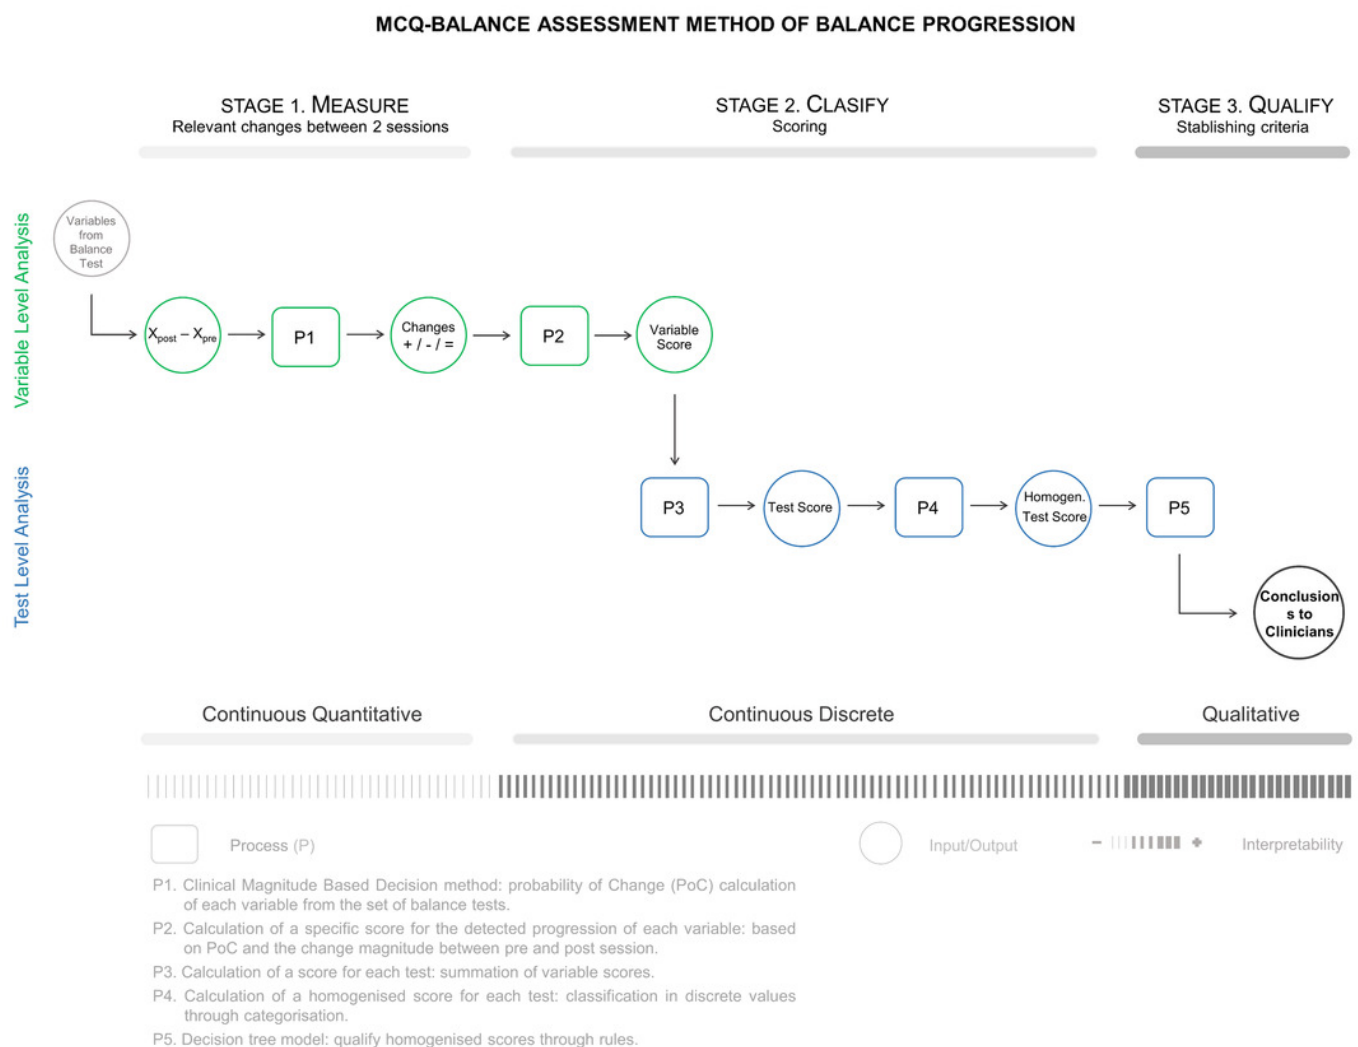 MCQ-BALANCE ASSESSMENT METHOD OF BALANCE PROGRESSION
STAGE 1. MEASURE
Relevant changes between 2 sessions
STAGE 2. CLASIFY
Scoring
STAGE 3. QUALIFY
Stablishing criteria
Variable Level Analysis
Variables
from
Balance
Test
Xpost – Xpre
P1
Changes
+ / - / =
P2
Variable
Score
Test Level Analysis
P3
Test Score
P4
Homogen.
Test Score
P5
Conclusion
s to
Clinicians
Continuous Quantitative
Continuous Discrete
Qualitative
Process (P)
Input/Output
- +
Interpretability
P1. Clinical Magnitude Based Decision method: probability of Change (PoC) calculation
of each variable from the set of balance tests.
P2. Calculation of a specific score for the detected progression of each variable: based
on PoC and the change magnitude between pre and post session.
P3. Calculation of a score for each test: summation of variable scores.
P4. Calculation of a homogenised score for each test: classification in discrete values
through categorisation.
P5. Decision tree model: qualify homogenised scores through rules.